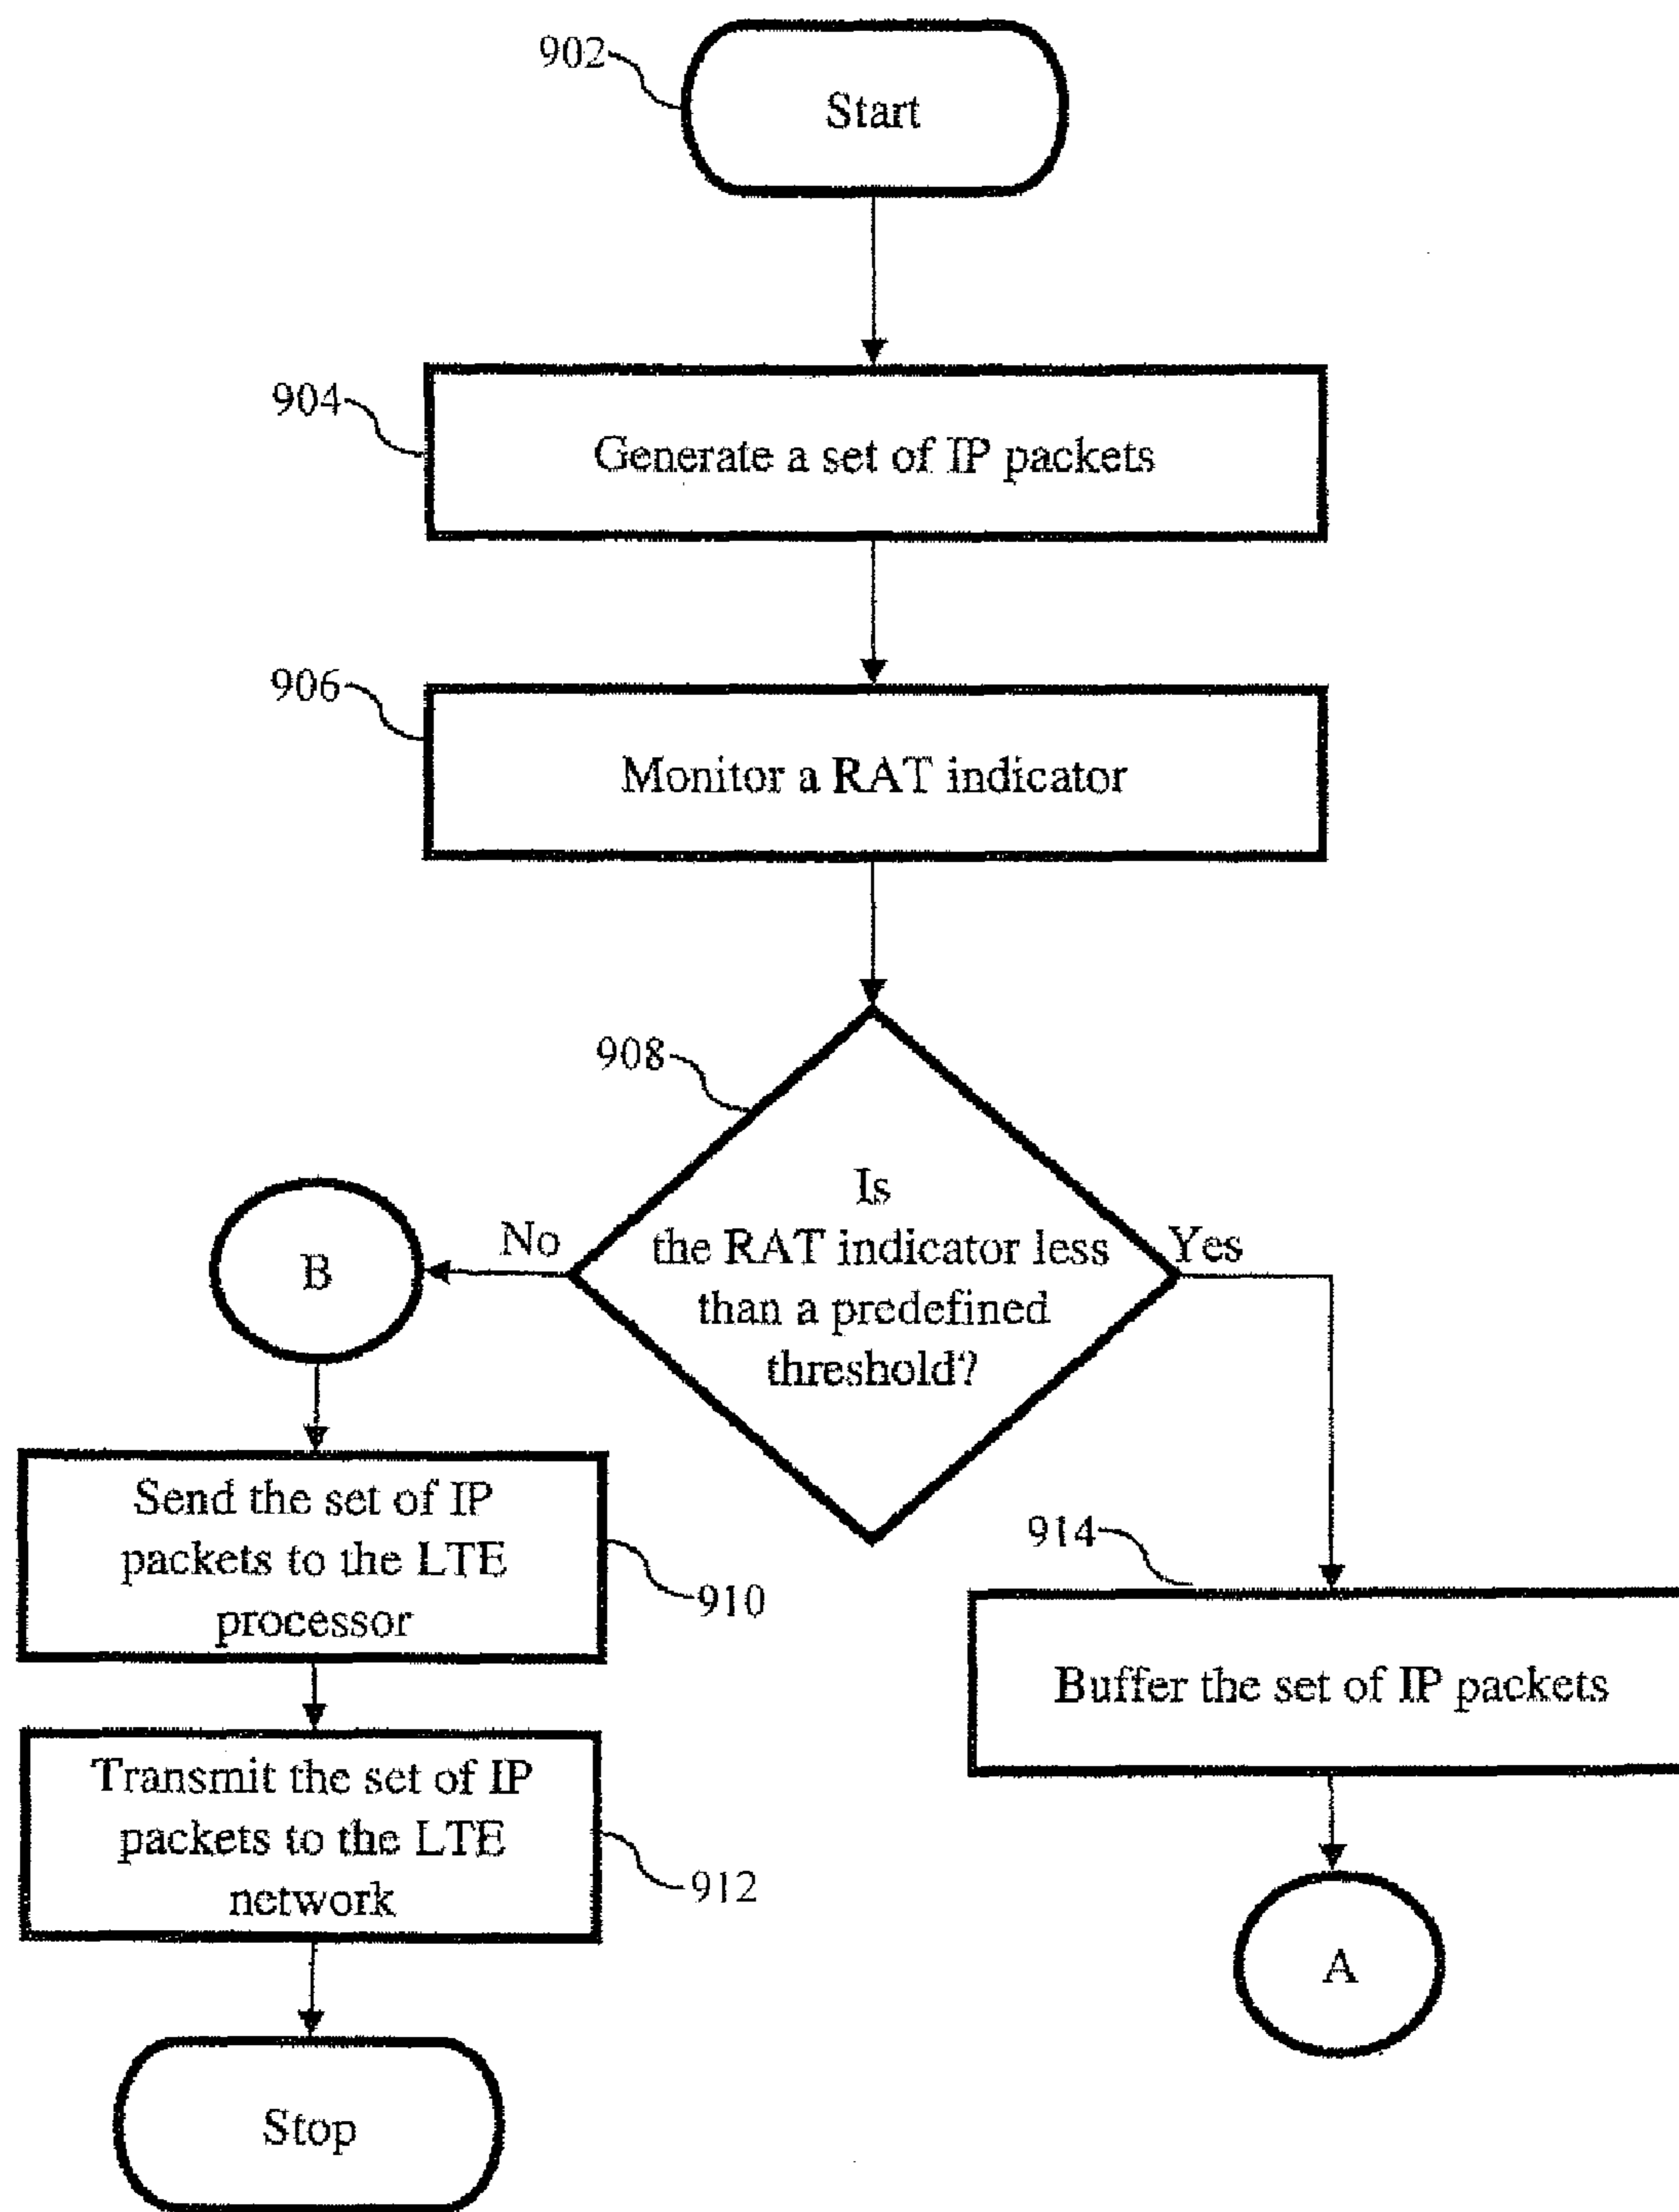 902
Start
904
Generate a set of IP packets
906
Monitor a RAT indicator
908
Is
the RAT indicator less
than a predefined
threshold?
No
Yes
B
Send the set of IP
packets to the LTE
processor
910
914
Buffer the set of IP packets
Transmit the set of IP
packets to the LTE
network
912
A
Stop